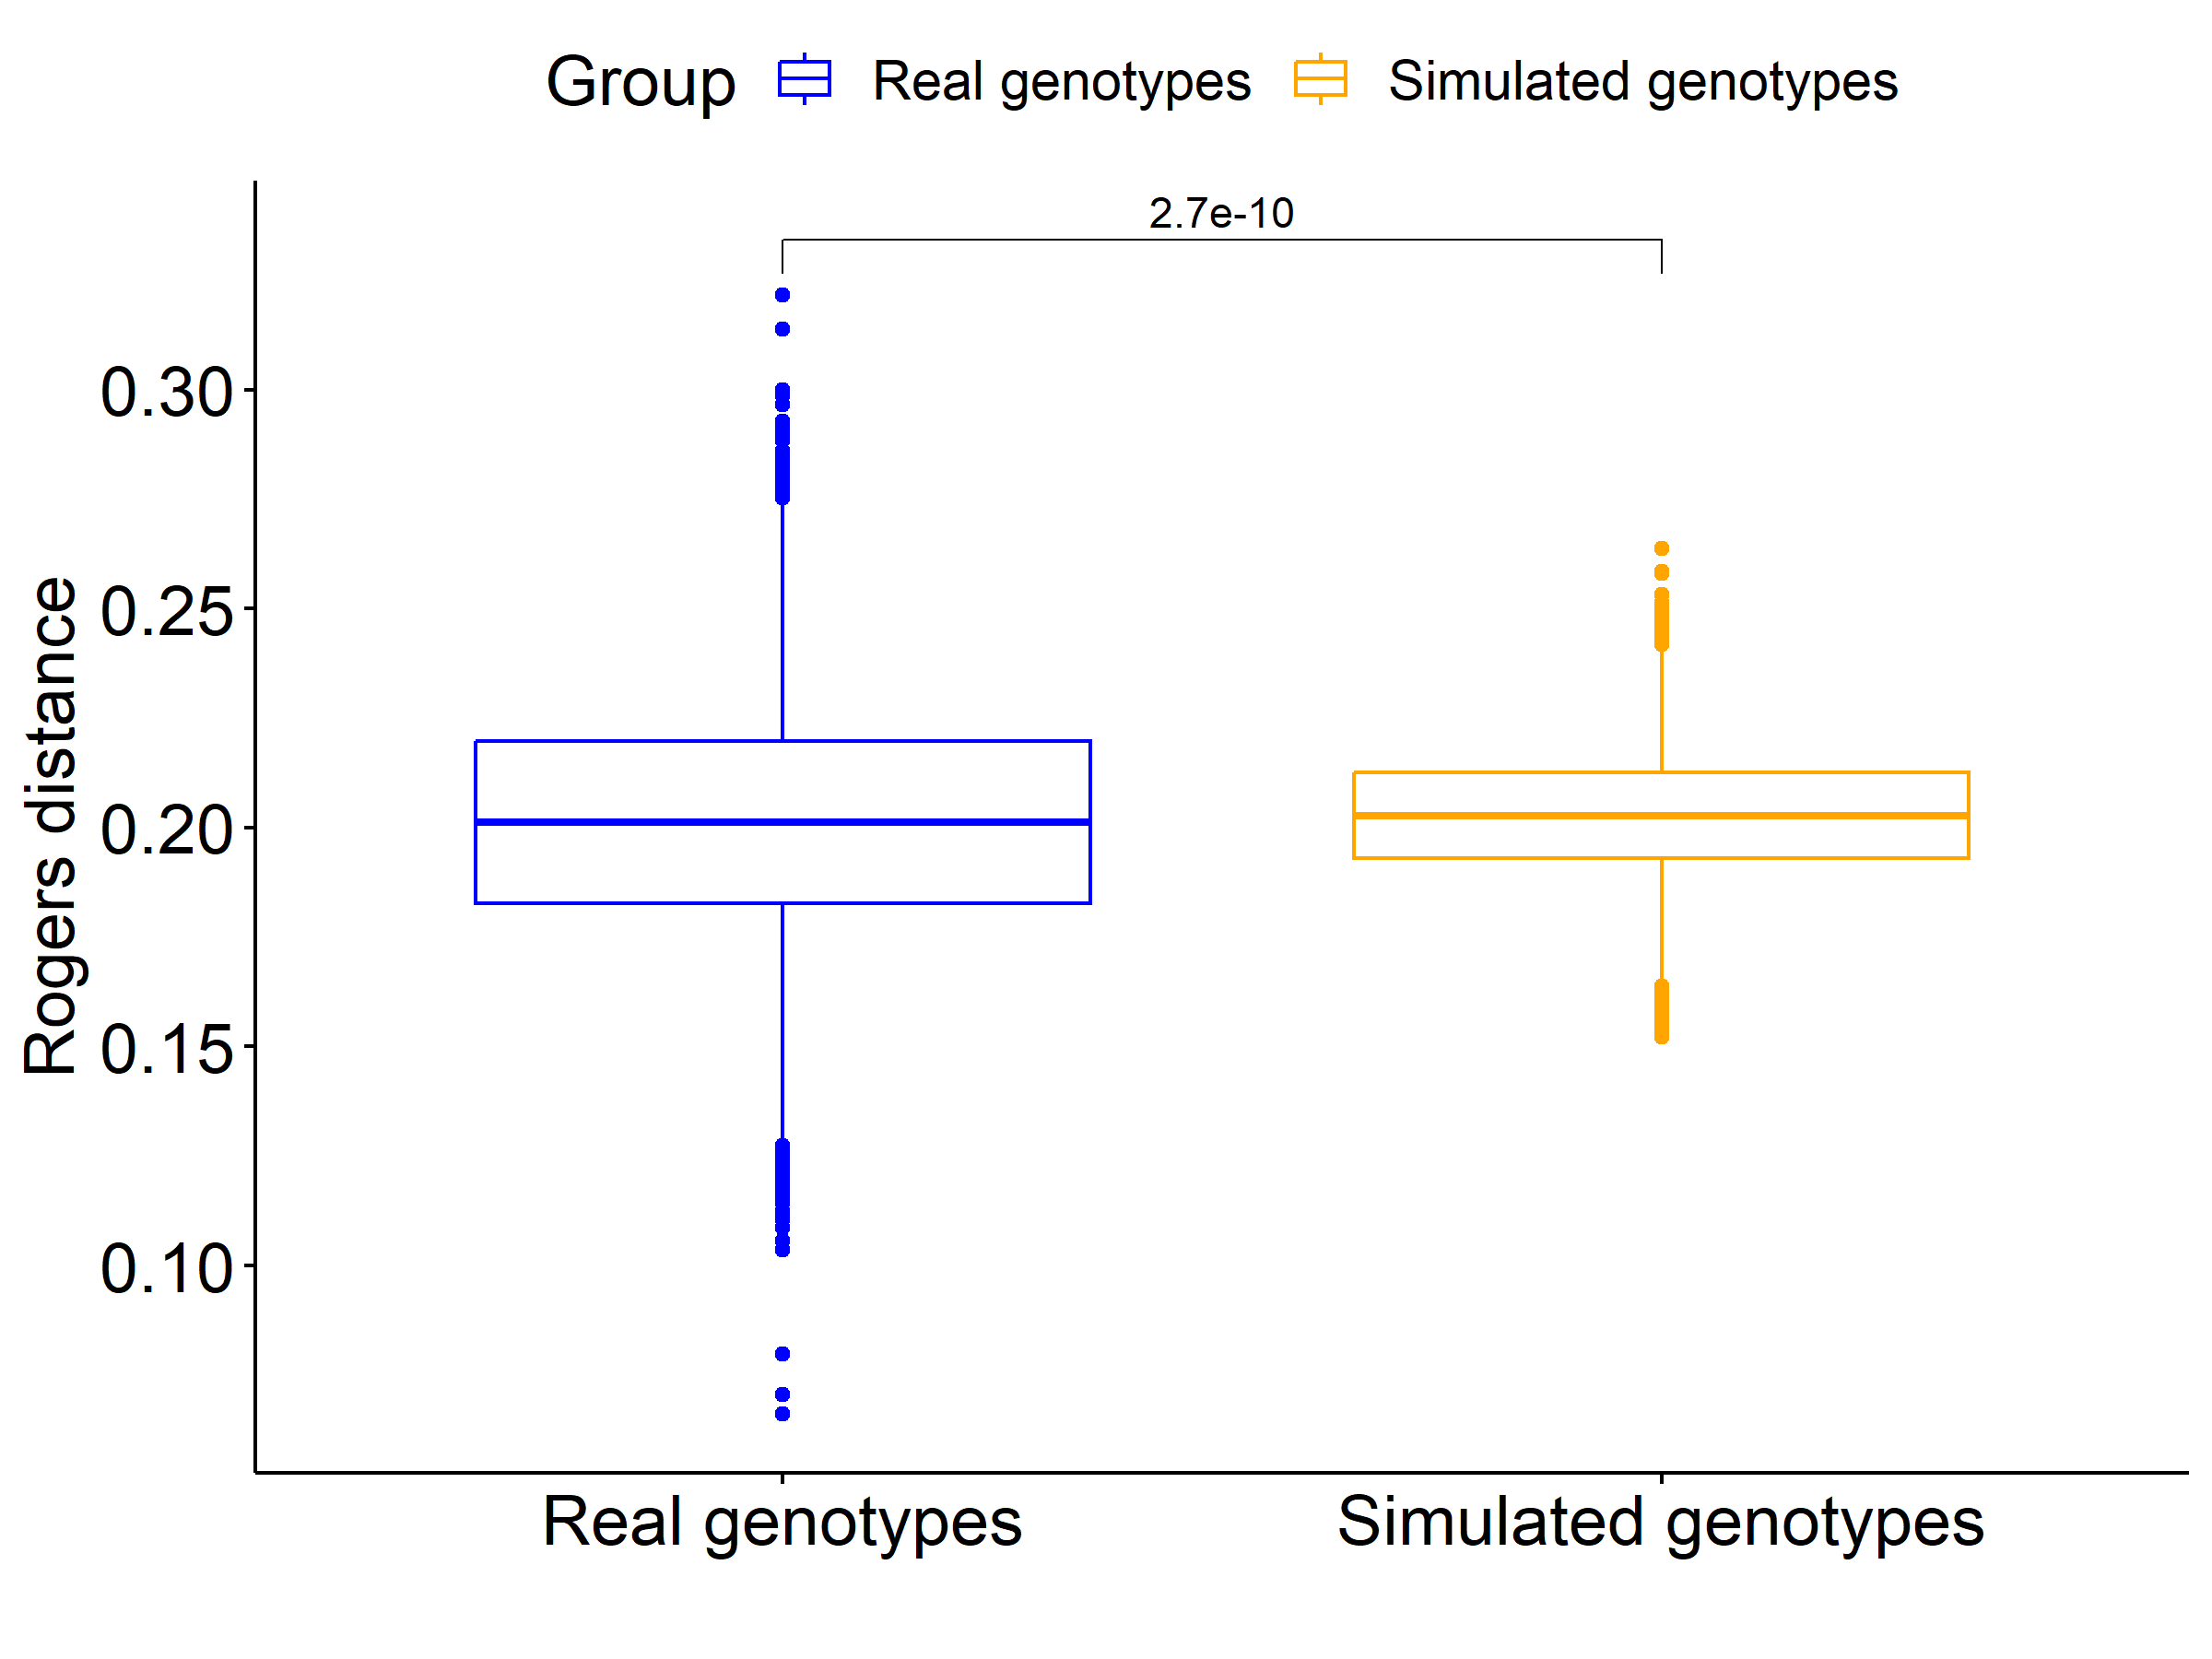 Group Real genotypes Simulated genotypes
2.7e-10
0.30
0.25
0.20
0.15
0.10
Rogers distance
Real genotypes Simulated genotypes